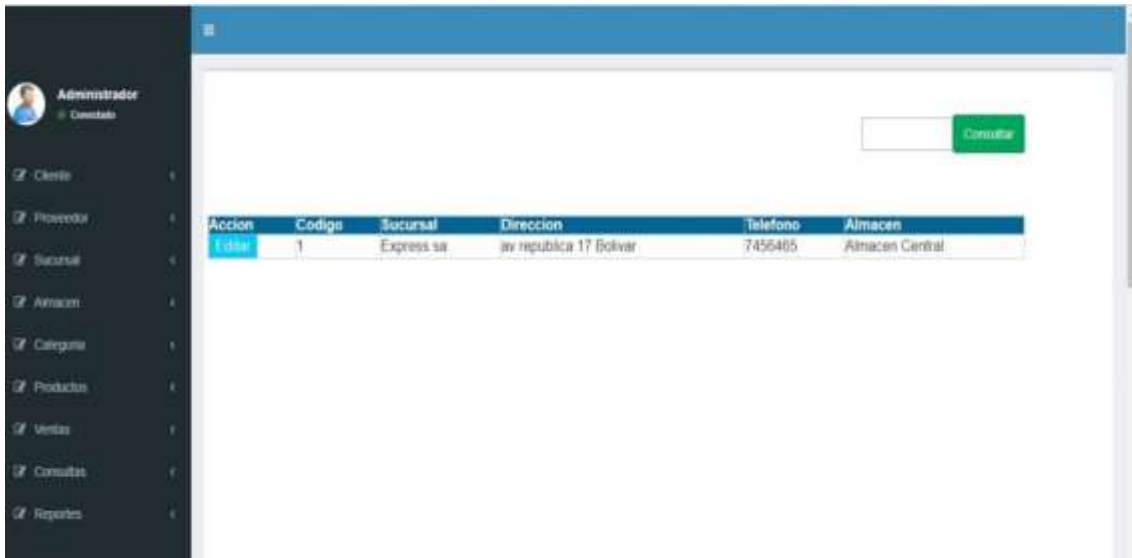 Administrador
Conectado
Cliente
Proveedor
Sucursal
Almacen
Categoria
Productos
Ventas
Consultas
Reportes
Consultar
Accion Codigo Sucursal Direccion Telefono Almacen
Editar 1 Express sa av republica 17 Bolivar 7456465 Almacen Central